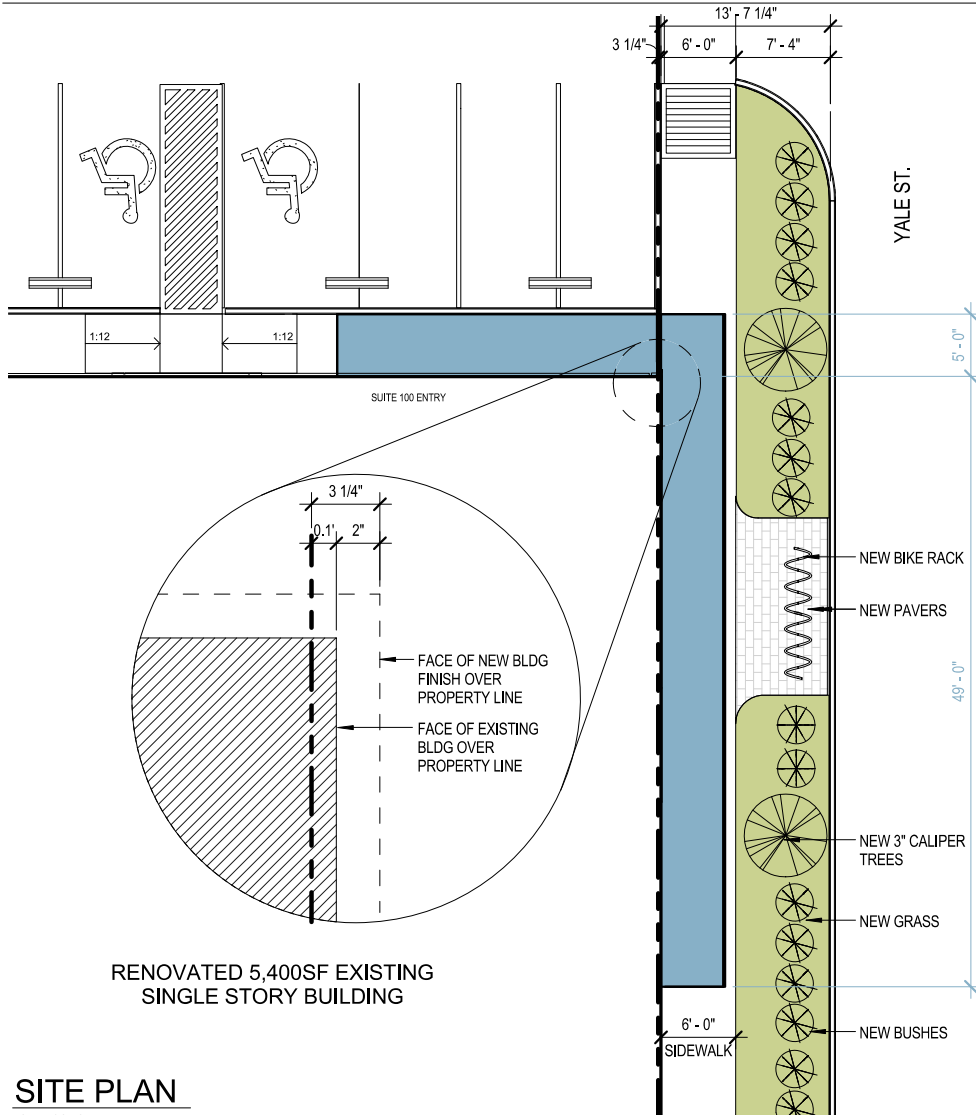 13' - 7 1/4"
3 1/4"
6' - 0"
7' - 4"
YALE ST.
1:12
1:12
5' - 0"
SUITE 100 ENTRY
3 1/4"
0.1'
2"
NEW BIKE RACK
NEW PAVERS
FACE OF NEW BLDG
FINISH OVER
PROPERTY LINE
FACE OF EXISTING
BLDG OVER
PROPERTY LINE
49' - 0"
NEW 3" CALIPER
TREES
NEW GRASS
RENOVATED 5,400SF EXISTING
SINGLE STORY BUILDING
6' - 0"
SIDEWALK
NEW BUSHES
SITE PLAN